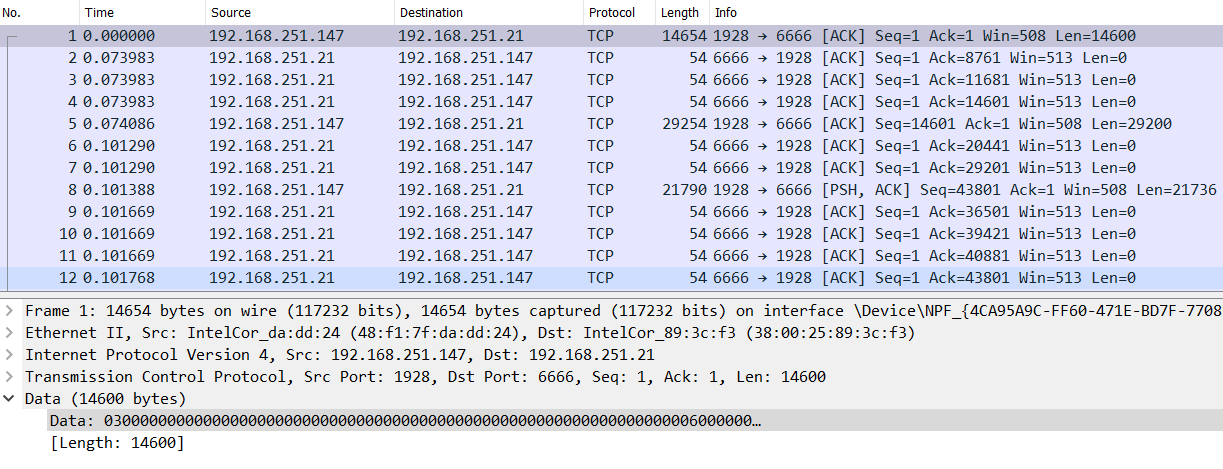 No. Time Source Destination Protocol Length Info
1 0.000000 192.168.251.147 192.168.251.21 TCP 14654 1928 → 6666 [ACK] Seq=1 Ack=1 Win=508 Len=14600
2 0.073983 192.168.251.21 192.168.251.147 TCP 54 6666 → 1928 [ACK] Seq=1 Ack=8761 Win=513 Len=0
3 0.073983 192.168.251.21 192.168.251.147 TCP 54 6666 → 1928 [ACK] Seq=1 Ack=11681 Win=513 Len=0
4 0.073983 192.168.251.21 192.168.251.147 TCP 54 6666 → 1928 [ACK] Seq=1 Ack=14601 Win=513 Len=0
5 0.074086 192.168.251.147 192.168.251.21 TCP 29254 1928 → 6666 [ACK] Seq=14601 Ack=1 Win=508 Len=29200
6 0.101290 192.168.251.21 192.168.251.147 TCP 54 6666 → 1928 [ACK] Seq=1 Ack=20441 Win=513 Len=0
7 0.101290 192.168.251.21 192.168.251.147 TCP 54 6666 → 1928 [ACK] Seq=1 Ack=29201 Win=513 Len=0
8 0.101388 192.168.251.147 192.168.251.21 TCP 21790 1928 → 6666 [PSH, ACK] Seq=43801 Ack=1 Win=508 Len=21736
9 0.101669 192.168.251.21 192.168.251.147 TCP 54 6666 → 1928 [ACK] Seq=1 Ack=36501 Win=513 Len=0
10 0.101669 192.168.251.21 192.168.251.147 TCP 54 6666 → 1928 [ACK] Seq=1 Ack=39421 Win=513 Len=0
11 0.101669 192.168.251.21 192.168.251.147 TCP 54 6666 → 1928 [ACK] Seq=1 Ack=40881 Win=513 Len=0
12 0.101768 192.168.251.21 192.168.251.147 TCP 54 6666 → 1928 [ACK] Seq=1 Ack=43801 Win=513 Len=0
Frame 1: 14654 bytes on wire (117232 bits), 14654 bytes captured (117232 bits) on interface \Device\NPF_{4CA95A9C-FF60-471E-BD7F-7708
Ethernet II, Src: IntelCor_da:dd:24 (48:f1:7f:da:dd:24), Dst: IntelCor_89:3c:f3 (38:00:25:89:3c:f3)
Internet Protocol Version 4, Src: 192.168.251.147, Dst: 192.168.251.21
Transmission Control Protocol, Src Port: 1928, Dst Port: 6666, Seq: 1, Ack: 1, Len: 14600
Data (14600 bytes)
Data: 030000000000000000000000000000000000000000000000000000000000000000000000006000000…
[Length: 14600]